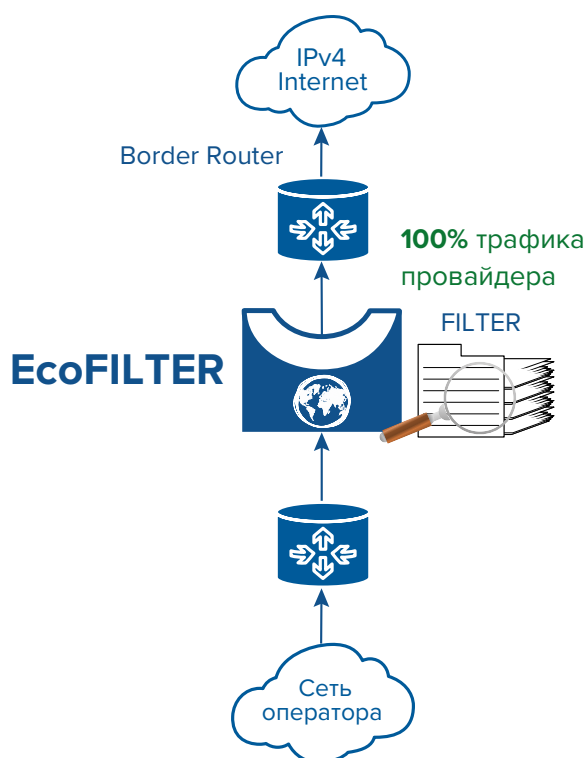 IPv4
Internet
Border Router
100% трафика
провайдера
FILTER
EcoFILTER
Сеть
оператора